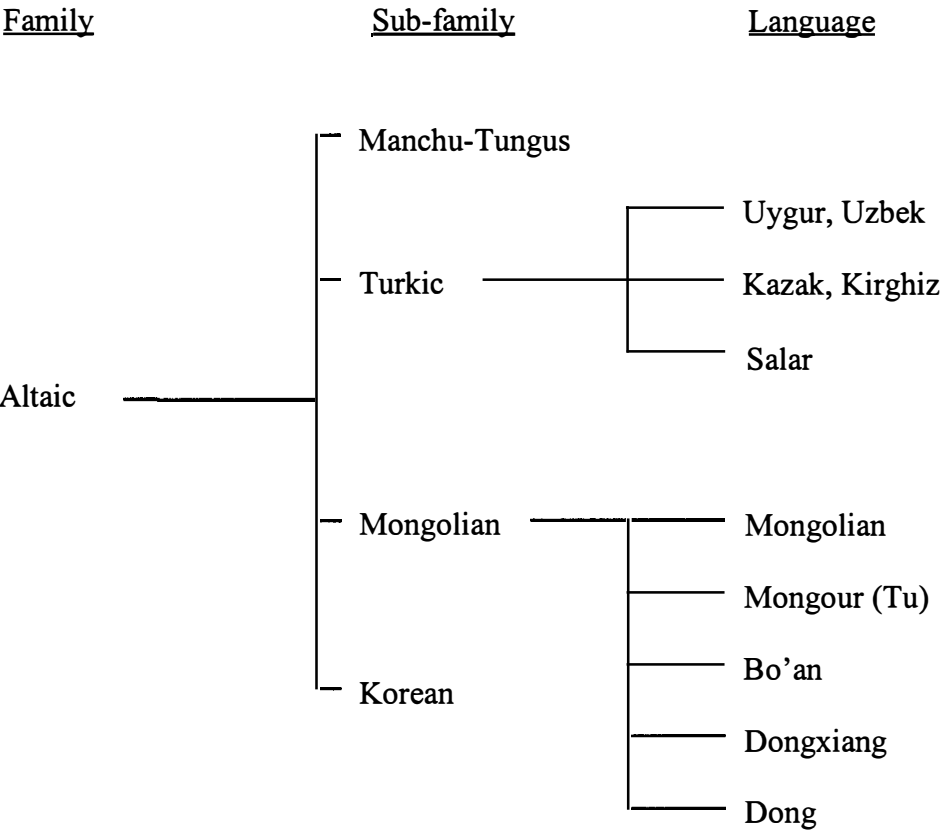 Family Sub-family Language
Manchu-Tungus
Uygur, Uzbek
Turkic Kazak, Kirghiz
Salar
Altaic
Mongolian Mongolian
Mongour (Tu)
Bo’an
Korean
Dongxiang
Dong